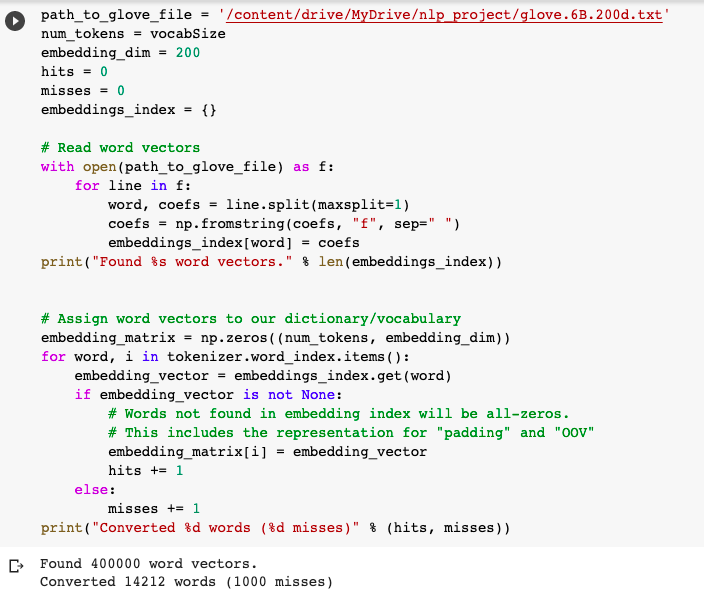 path_to_glove_file = '/content/drive/MyDrive/nlp_project/glove.6B.200d.txt'
num_tokens = vocabSize
embedding_dim = 200
hits = 0
misses = 0
embeddings_index = {}

# Read word vectors
with open(path_to_glove_file) as f:
    for line in f:
        word, coefs = line.split(maxsplit=1)
        coefs = np.fromstring(coefs, "f", sep=" ")
        embeddings_index[word] = coefs
print("Found %s word vectors." % len(embeddings_index))

# Assign word vectors to our dictionary/vocabulary
embedding_matrix = np.zeros((num_tokens, embedding_dim))
for word, i in tokenizer.word_index.items():
    embedding_vector = embeddings_index.get(word)
    if embedding_vector is not None:
        # Words not found in embedding index will be all-zeros.
        # This includes the representation for "padding" and "OOV"
        embedding_matrix[i] = embedding_vector
        hits += 1
    else:
        misses += 1
print("Converted %d words (%d misses)" % (hits, misses))

Found 400000 word vectors.
Converted 14212 words (1000 misses)